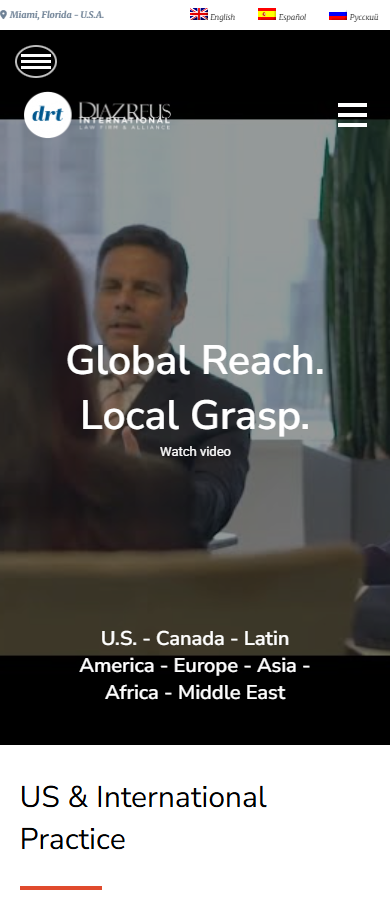 Miami, Florida - U.S.A.
English
Español
Русский
drt
DIAZREUS
INTERNATIONAL
LAW FIRM & ALLIANCE
Global Reach.
Local Grasp.
Watch video
U.S. - Canada - Latin
America - Europe - Asia -
Africa - Middle East
US & International
Practice